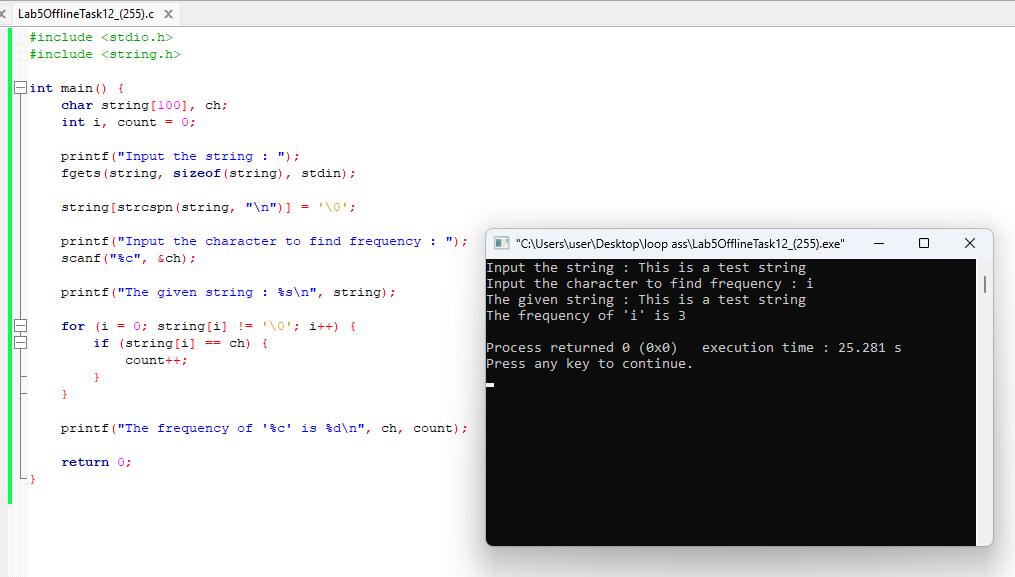 Lab5OfflineTask12_(255).c
#include <stdio.h>
#include <string.h>
int main() {
char string[100], ch;
int i, count = 0;
printf("Input the string : ");
fgets(string, sizeof(string), stdin);
string[strcspn(string, "\n")] = '\0';
printf("Input the character to find frequency : ");
scanf("%c", &ch);
printf("The given string : %s\n", string);
for (i = 0; string[i] != '\0'; i++) {
if (string[i] == ch) {
count++;
}
}
printf("The frequency of '%c' is %d\n", ch, count);
return 0;
}
"C:\Users\user\Desktop\loop ass\Lab5OfflineTask12_(255).exe"
Input the string : This is a test string
Input the character to find frequency : i
The given string : This is a test string
The frequency of 'i' is 3
Process returned 0 (0x0)   execution time : 25.281 s
Press any key to continue.